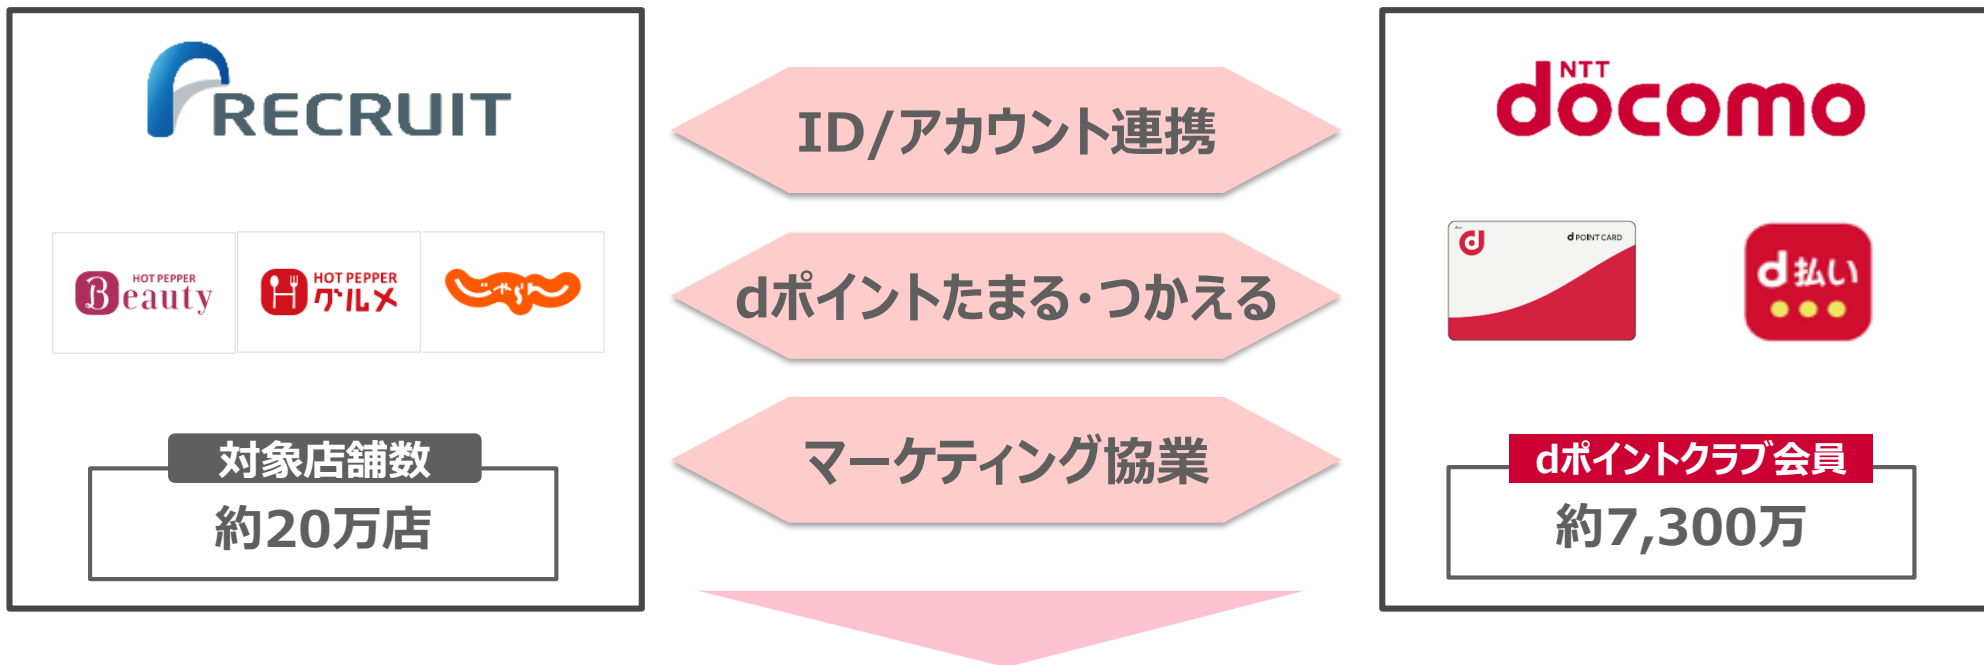 RECRUIT
HOT PEPPER
Beauty
HOT PEPPER
グルメ
じゃらん
対象店舗数
約20万店
ID/アカウント連携
dポイントたまる・つかえる
マーケティング協業
NTT
docomo
d
d POINT CARD
d払い
dポイントクラブ会員
約7,300万